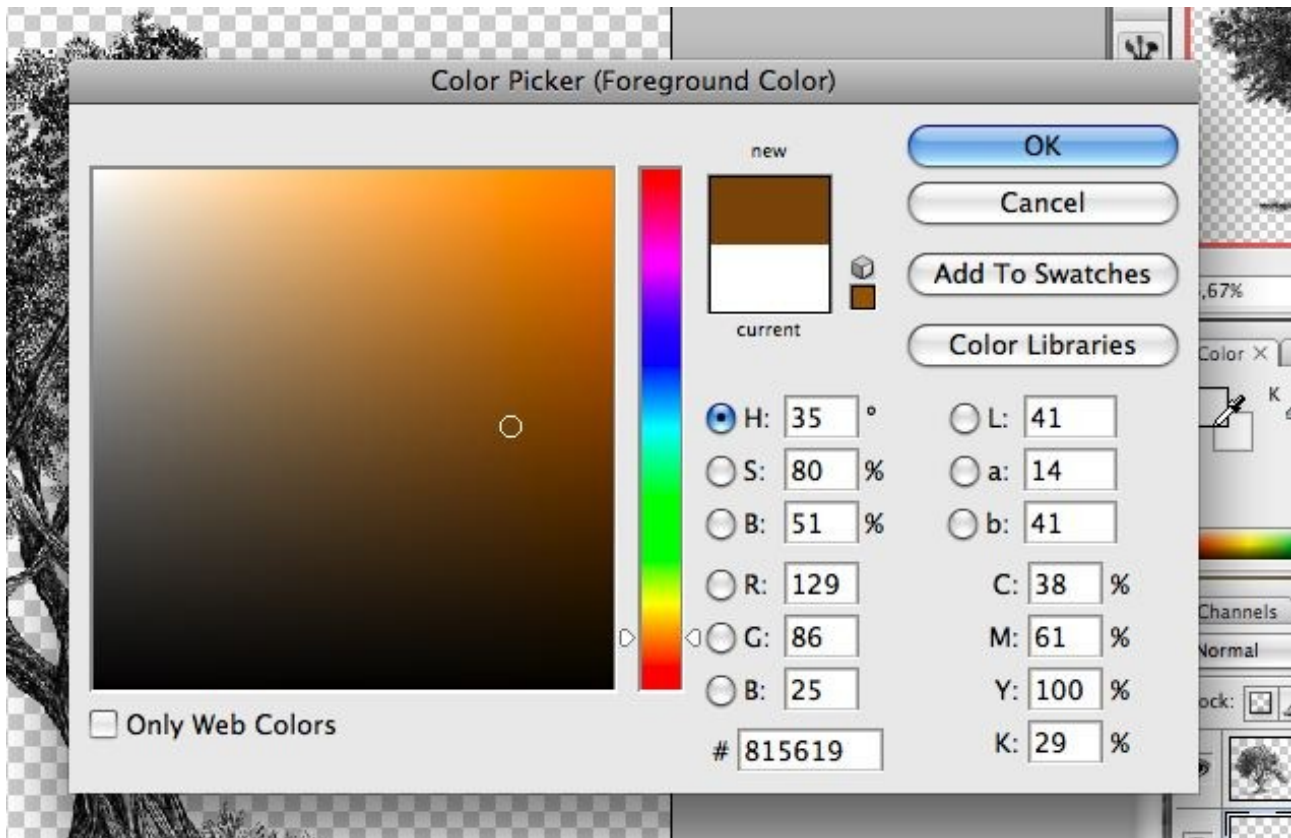 Color Picker (Foreground Color)
new
OK
Cancel
Add To Swatches
current
Color Libraries
H: 35 °
L: 41
S: 80 %
a: 14
B: 51 %
b: 41
R: 129
C: 38 %
G: 86
M: 61 %
B: 25
Y: 100 %
# 815619
K: 29 %
Only Web Colors
,67%
Color
K
Channels
Normal
ock: